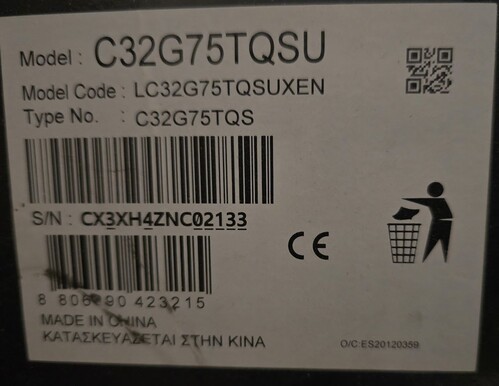 Model : C32G75TQSU
Model Code : LC32G75TQSUXEN
Type No. : C32G75TQS
S/N : CX3XH4ZNC02133
CE
8 806090 423215
MADE IN CHINA
ΚΑΤΑΣΚΕΥΑΖΕΤΑΙ ΣΤΗΝ ΚΙΝΑ
O/C:ES20120359